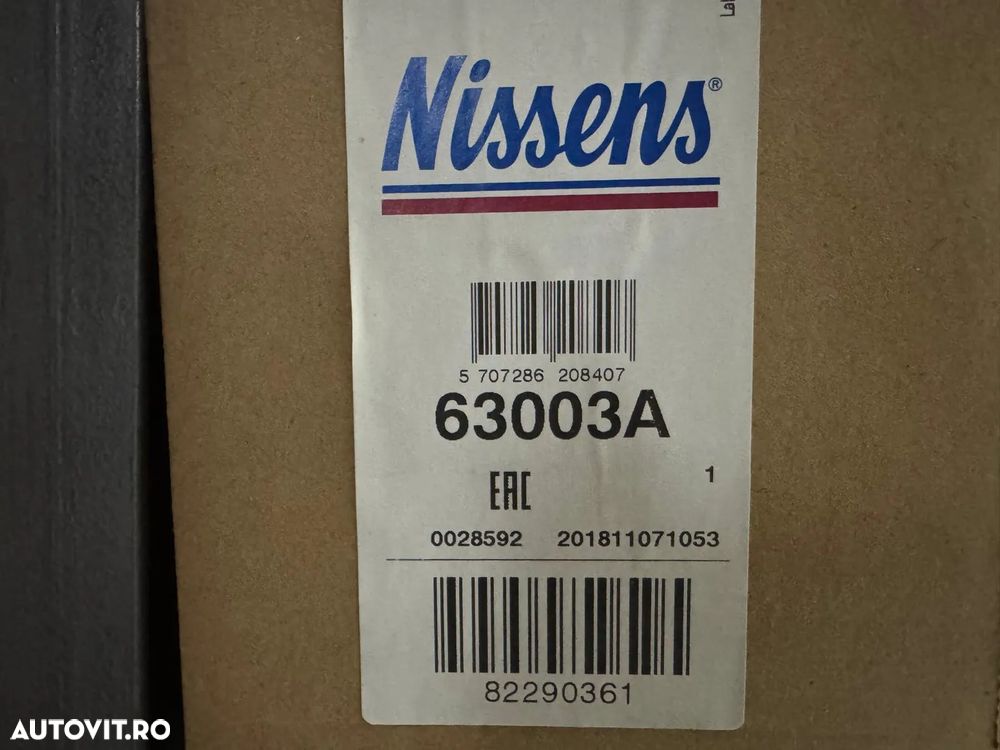 Nissens®
5 707286 208407
63003A
EAC
1
0028592 201811071053
82290361
AUTOVIT.RO